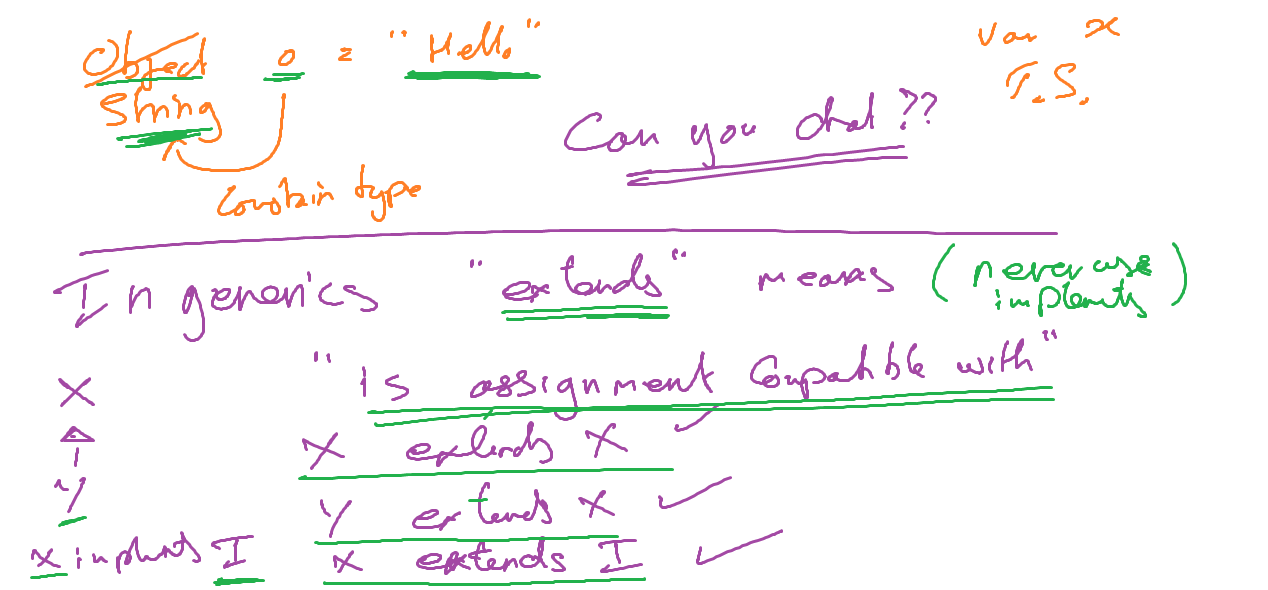 Object o = "Hello"
String
Constrain type
Var x
T.S.
Can you chat??
In generics "extends" means (never use implements)
"is assignment Compatible with"
X
Y
X extends X
Y extends X
X implements I
X extends I